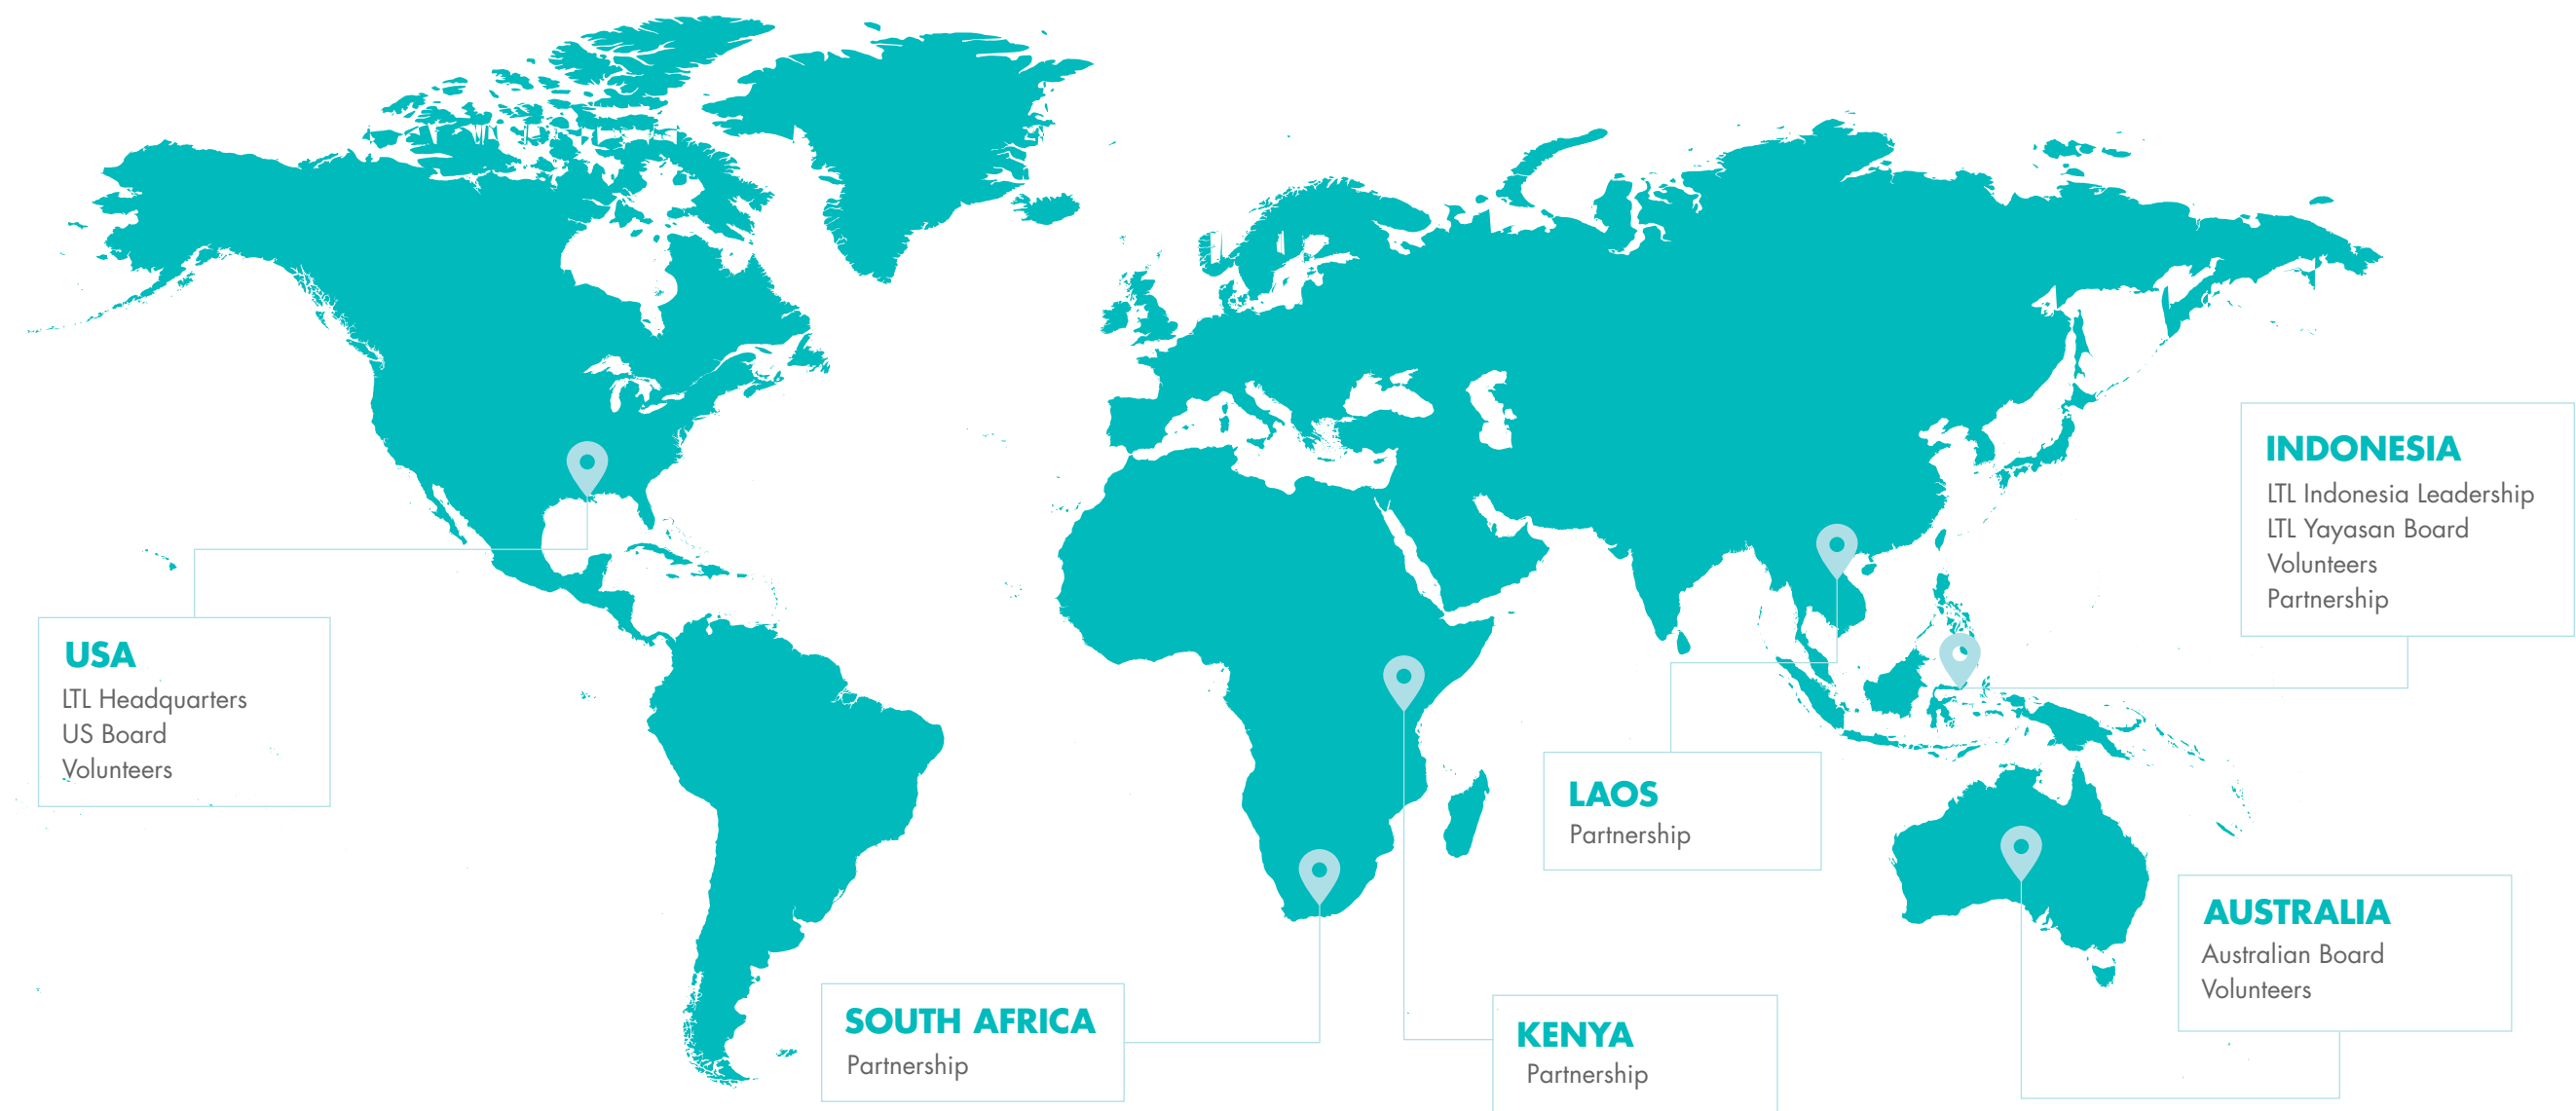 INDONESIA
LTL Indonesia Leadership
LTL Yayasan Board
Volunteers
Partnership
USA
LTL Headquarters
US Board
Volunteers
LAOS
Partnership
AUSTRALIA
Australian Board
Volunteers
SOUTH AFRICA
Partnership
KENYA
Partnership